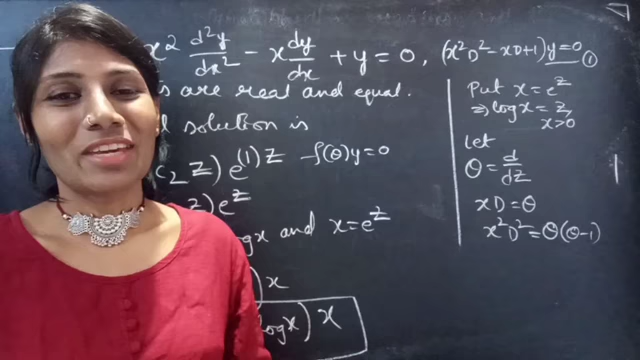 x² d²y/dx² - x dy/dx + y = 0, (x²D² - xD + 1) y = 0 ①
s are real and equal.
solution is
c₂ z) e^(1)z f(θ) y = 0
z) e^z
log x and x = e^z
) x
log x) x
Put x = e^z
⇒ log x = z,
x > 0
let
θ = d/dz
xD = θ
x²D² = θ(θ-1)